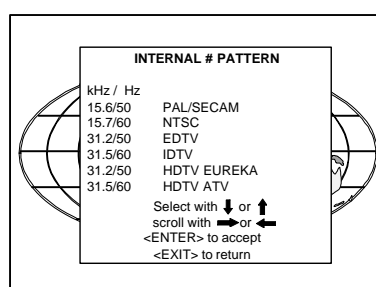 INTERNAL # PATTERN
kHz / Hz
15.6/50 PAL/SECAM
15.7/60 NTSC
31.2/50 EDTV
31.5/60 IDTV
31.2/50 HDTV EUREKA
31.5/60 HDTV ATV
Select with ↓ or ↑
scroll with → or ←
<ENTER> to accept
<EXIT> to return